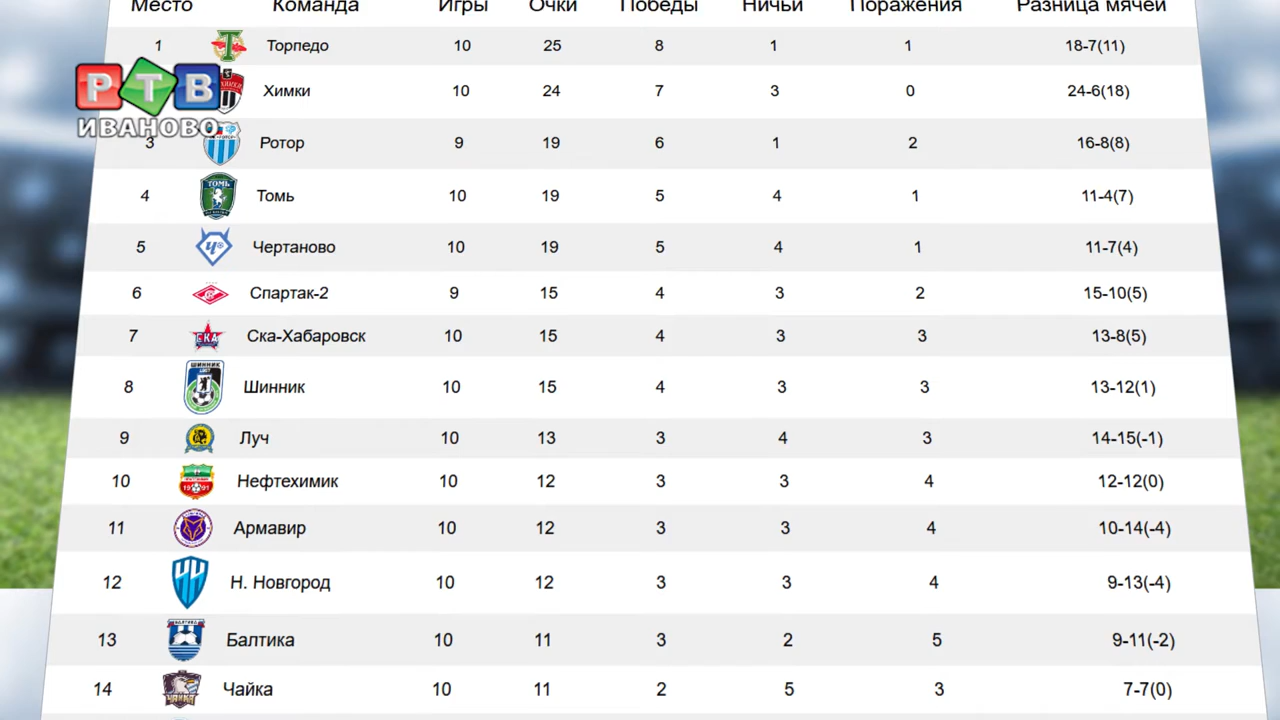 Место Команда Игры Очки Победы Ничьи Поражения Разница мячей
1 Торпедо 10 25 8 1 1 18-7(11)
Химки 10 24 7 3 0 24-6(18)
РТВ
ИВАНОВО
3 Ротор 9 19 6 1 2 16-8(8)
4 ТОМЬ Томь 10 19 5 4 1 11-4(7)
5 Чертаново 10 19 5 4 1 11-7(4)
6 Спартак-2 9 15 4 3 2 15-10(5)
7 СКА Ска-Хабаровск 10 15 4 3 3 13-8(5)
8 ШИННИК Шинник 10 15 4 3 3 13-12(1)
9 Луч 10 13 3 4 3 14-15(-1)
10 1991 Нефтехимик 10 12 3 3 4 12-12(0)
11 Армавир 10 12 3 3 4 10-14(-4)
12 Н. Новгород 10 12 3 3 4 9-13(-4)
13 Балтика 10 11 3 2 5 9-11(-2)
14 ЧАЙКА Чайка 10 11 2 5 3 7-7(0)